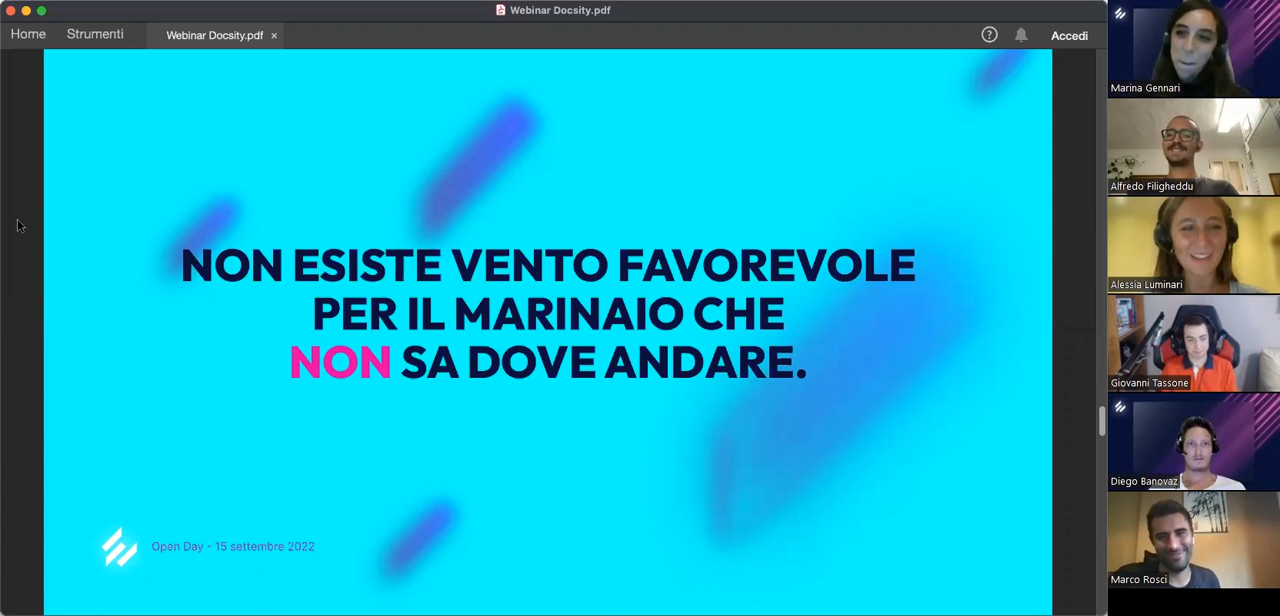 Webinar Docsity.pdf
Home
Strumenti
Webinar Docsity.pdf ×
?
Accedi
NON ESISTE VENTO FAVOREVOLE
PER IL MARINAIO CHE
NON SA DOVE ANDARE.
Open Day - 15 settembre 2022
Marina Gennari
Alfredo Filigheddu
Alessia Luminari
Giovanni Tassone
Diego Banovaz
Marco Rosci